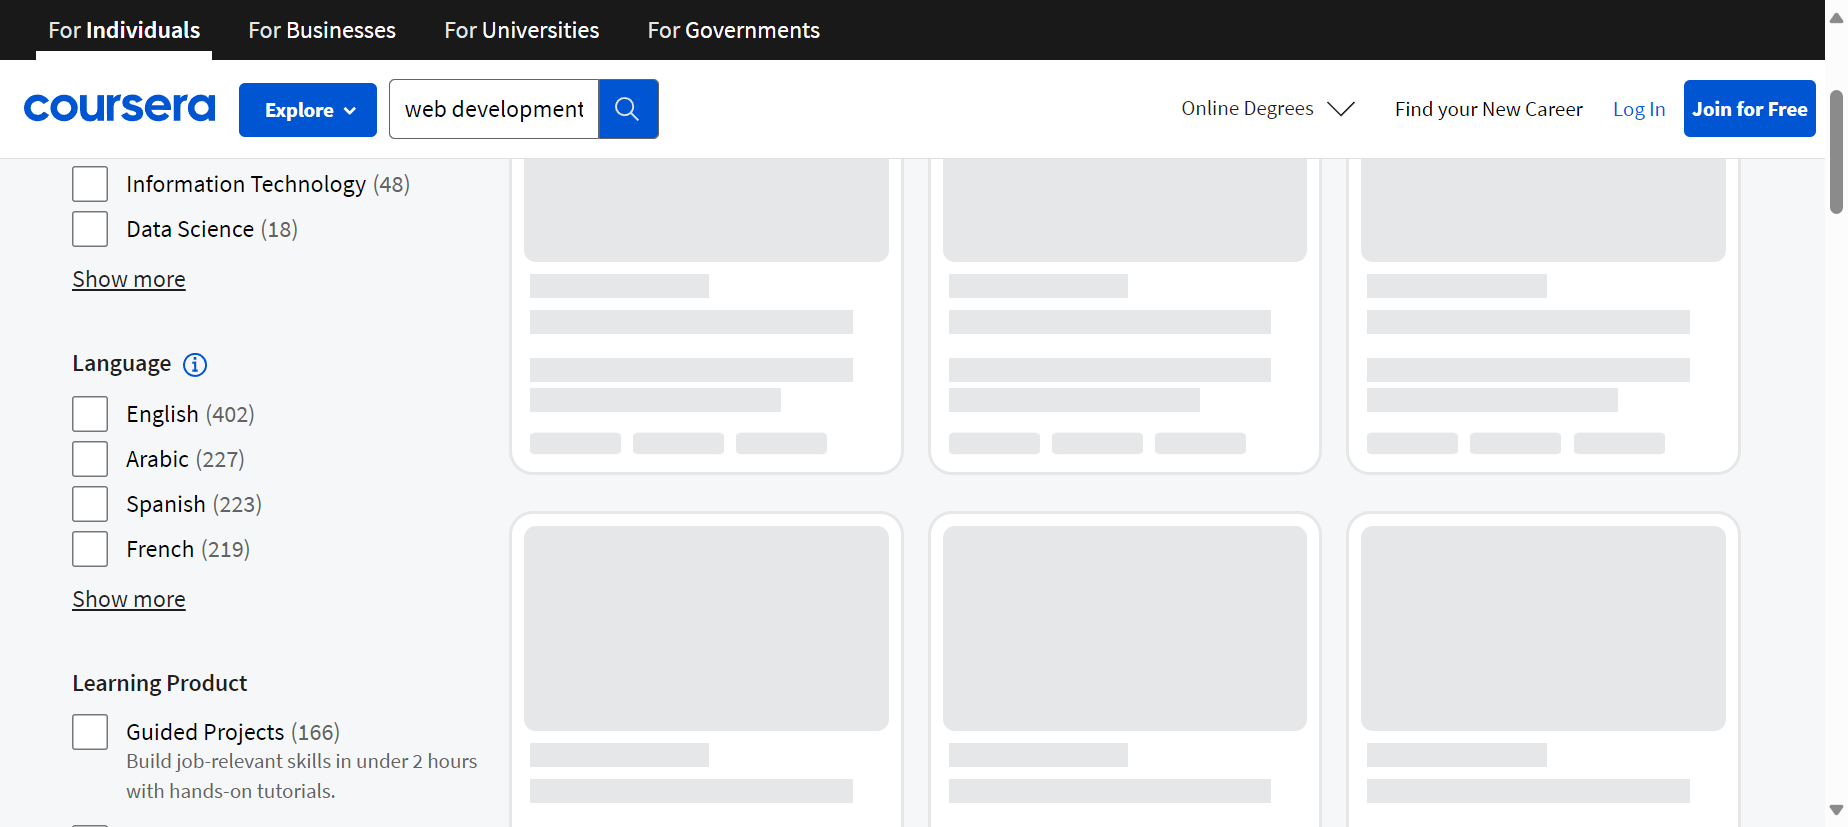 For Individuals
For Businesses
For Universities
For Governments
coursera
Explore
web development
Online Degrees
Find your New Career
Log In
Join for Free
Information Technology (48)
Data Science (18)
Show more
Language
English (402)
Arabic (227)
Spanish (223)
French (219)
Show more
Learning Product
Guided Projects (166)
Build job-relevant skills in under 2 hours
with hands-on tutorials.